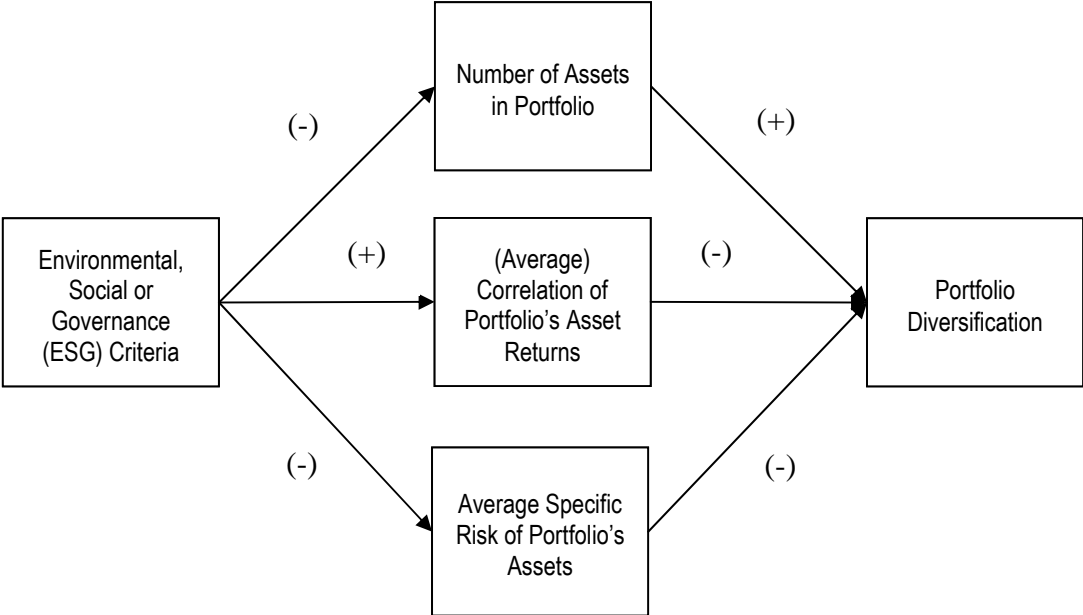 Number of Assets
in Portfolio
(-)
(+)
Environmental,
Social or
Governance
(ESG) Criteria
(+)
(Average)
Correlation of
Portfolio’s Asset
Returns
(-)
Portfolio
Diversification
(-)
Average Specific
Risk of Portfolio’s
Assets
(-)